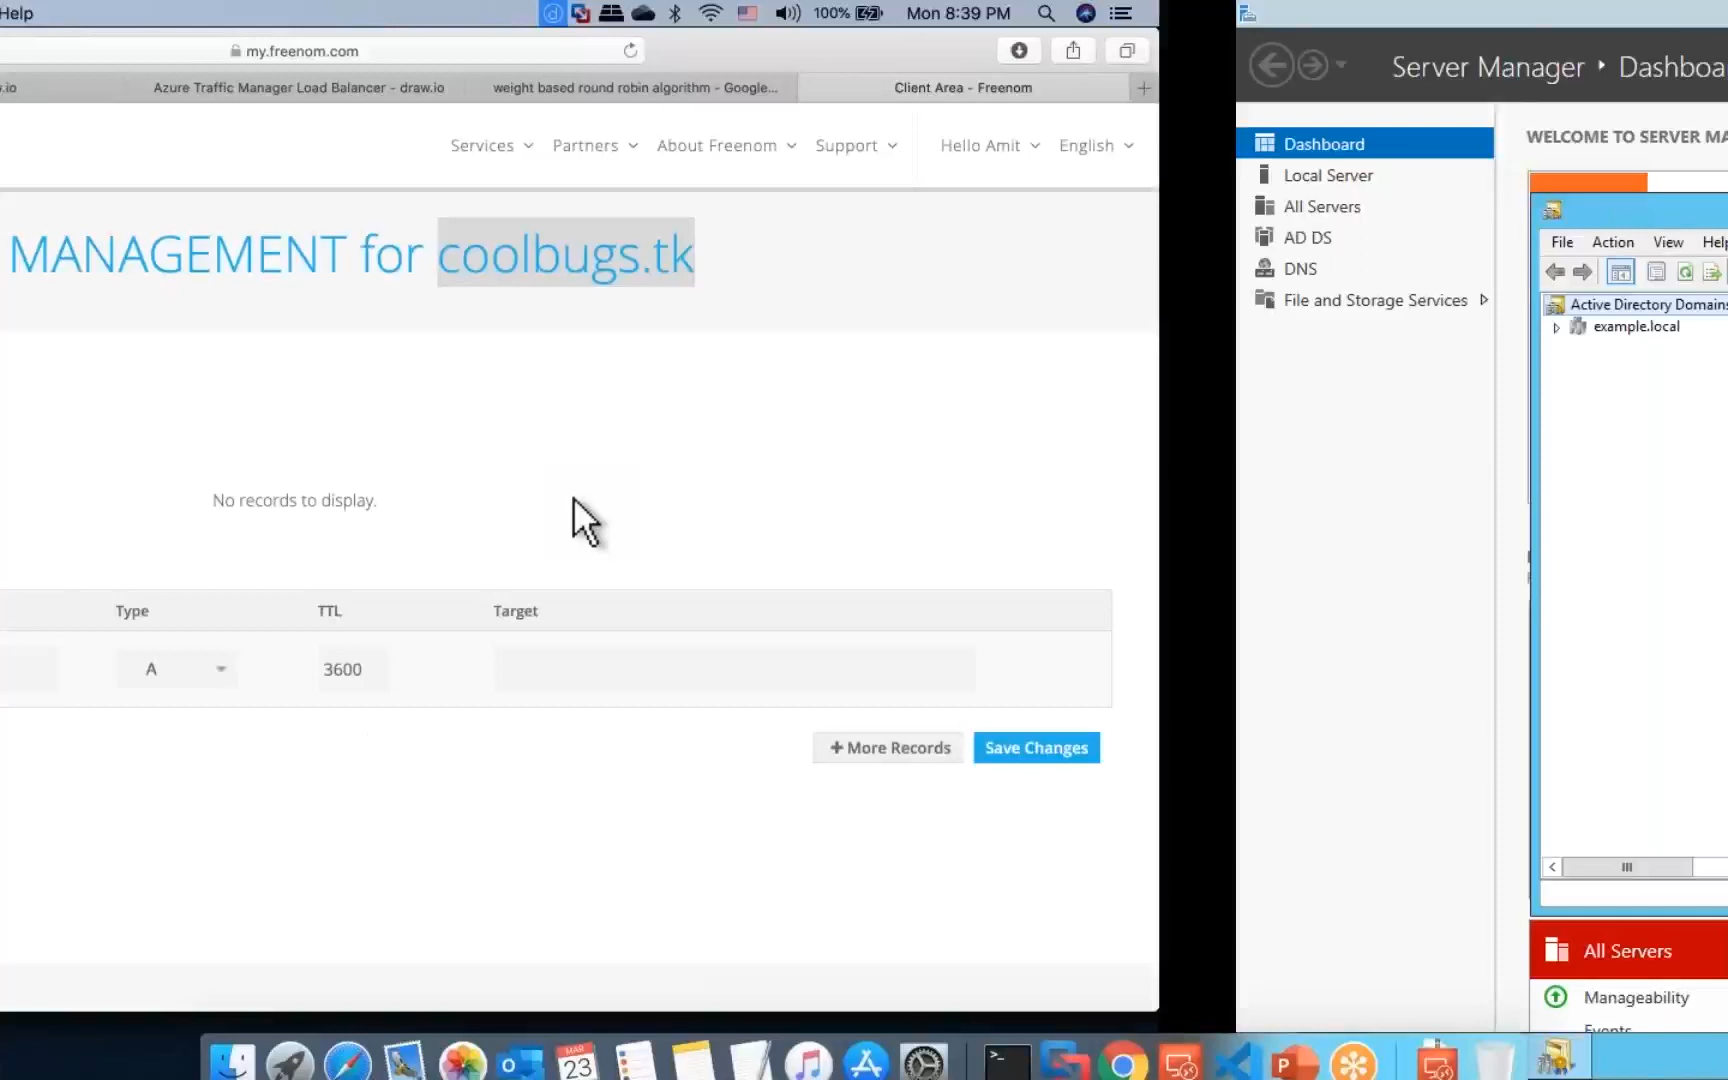 Help
100%
Mon 8:39 PM
my.freenom.com
.io
Azure Traffic Manager Load Balancer - draw.io
weight based round robin algorithm - Google...
Client Area - Freenom
Services
Partners
About Freenom
Support
Hello Amit
English
MANAGEMENT for coolbugs.tk
No records to display.
Type
TTL
Target
A
3600
+ More Records
Save Changes
MAR
23
Server Manager
Dashboa
Dashboard
Local Server
All Servers
AD DS
DNS
File and Storage Services
WELCOME TO SERVER MA
File
Action
View
Help
Active Directory Domains
example.local
All Servers
Manageability
Events